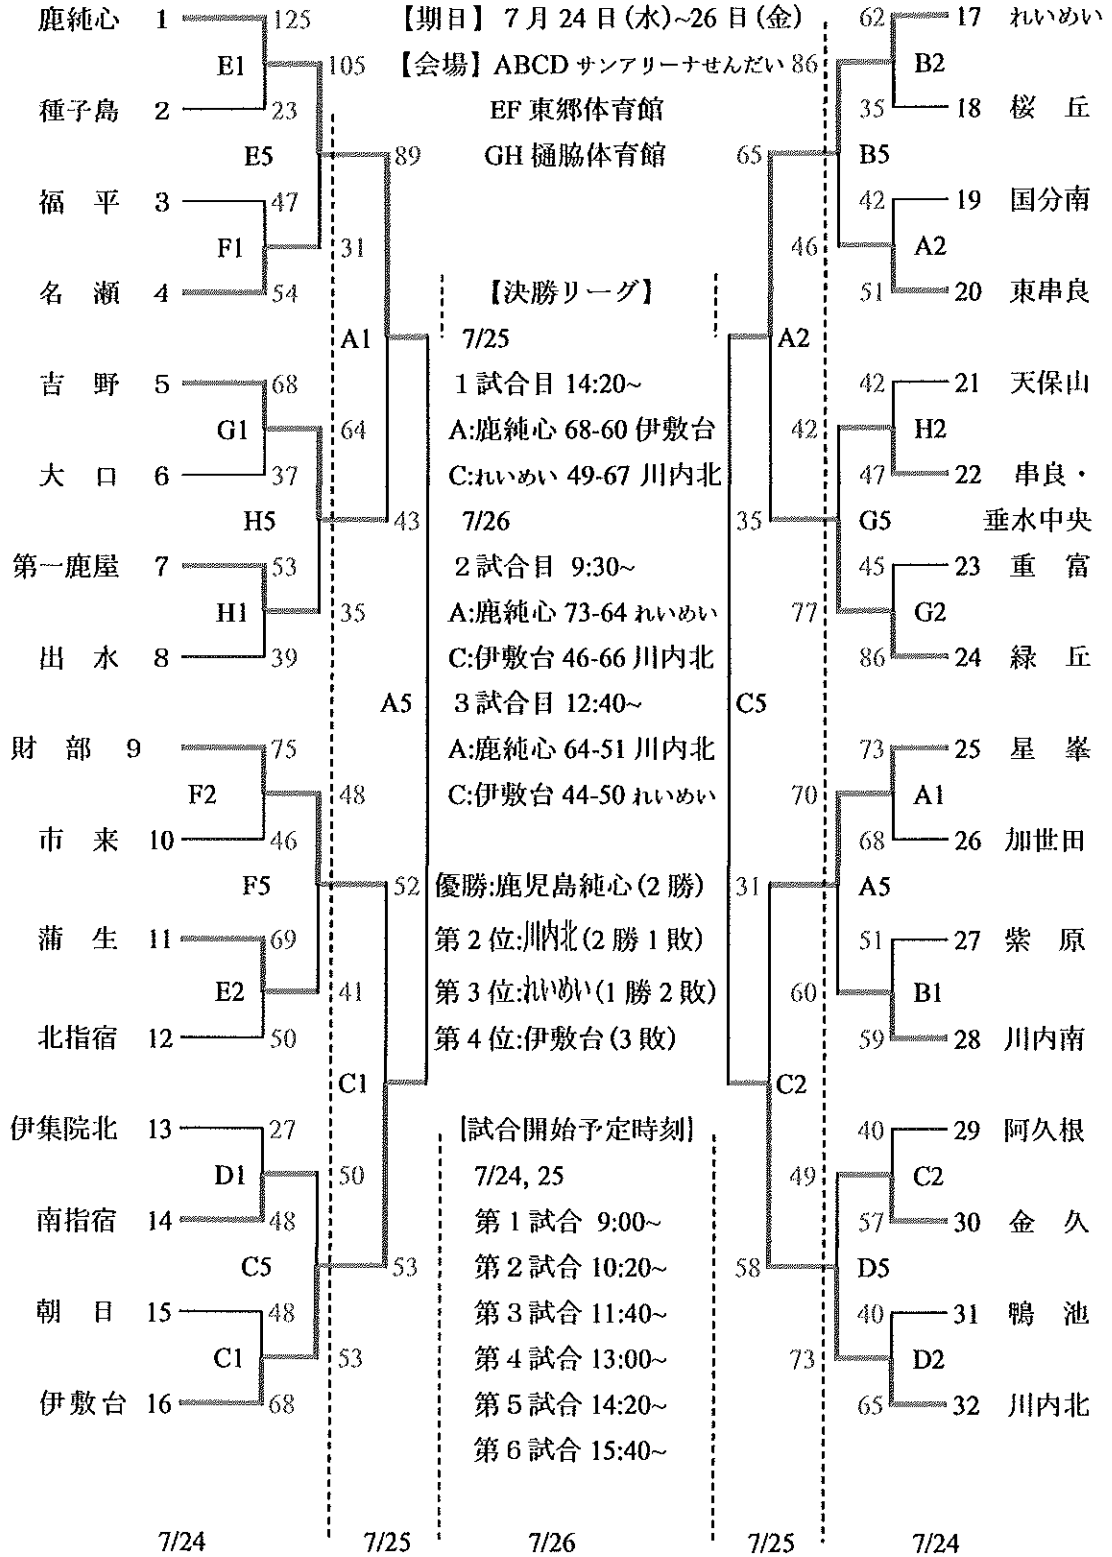 鹿純心 1 125 【期日】7月24日(水)~26日(金) 62 17 れいめい
E1 105 【会場】ABCD サンアリーナせんだい 86 B2
種子島 2 23 EF 東郷体育館 35 18 桜 丘
E5 89 GH 樋脇体育館 65 B5
福 平 3 47 42 19 国分南
F1 31 46 A2
名 瀬 4 54 【決勝リーグ】 51 20 東串良
A1 7/25 A2
吉 野 5 68 1試合目 14:20~ 42 21 天保山
G1 64 A:鹿純心 68-60 伊敷台 42 H2
大 口 6 37 C:れいめい 49-67 川内北 47 22 串良・
H5 43 7/26 35 G5 垂水中央
第一鹿屋 7 53 2試合目 9:30~ 45 23 重 富
H1 35 A:鹿純心 73-64 れいめい 77 G2
出 水 8 39 C:伊敷台 46-66 川内北 86 24 緑 丘
A5 3試合目 12:40~ C5
財 部 9 75 A:鹿純心 64-51 川内北 73 25 星 峯
F2 48 C:伊敷台 44-50 れいめい 70 A1
市 来 10 46 68 26 加世田
F5 52 優勝:鹿児島純心(2勝) 31 A5
蒲 生 11 69 第2位:川内北(2勝1敗) 51 27 紫 原
E2 41 第3位:れいめい(1勝2敗) 60 B1
北指宿 12 50 第4位:伊敷台(3敗) 59 28 川内南
C1 C2
伊集院北 13 27 [試合開始予定時刻] 40 29 阿久根
D1 50 7/24, 25 49 C2
南指宿 14 48 第1試合 9:00~ 57 30 金 久
C5 53 第2試合 10:20~ 58 D5
朝 日 15 48 第3試合 11:40~ 40 31 鴨 池
C1 53 第4試合 13:00~ 73 D2
伊敷台 16 68 第5試合 14:20~ 65 32 川内北
第6試合 15:40~
7/24 7/25 7/26 7/25 7/24